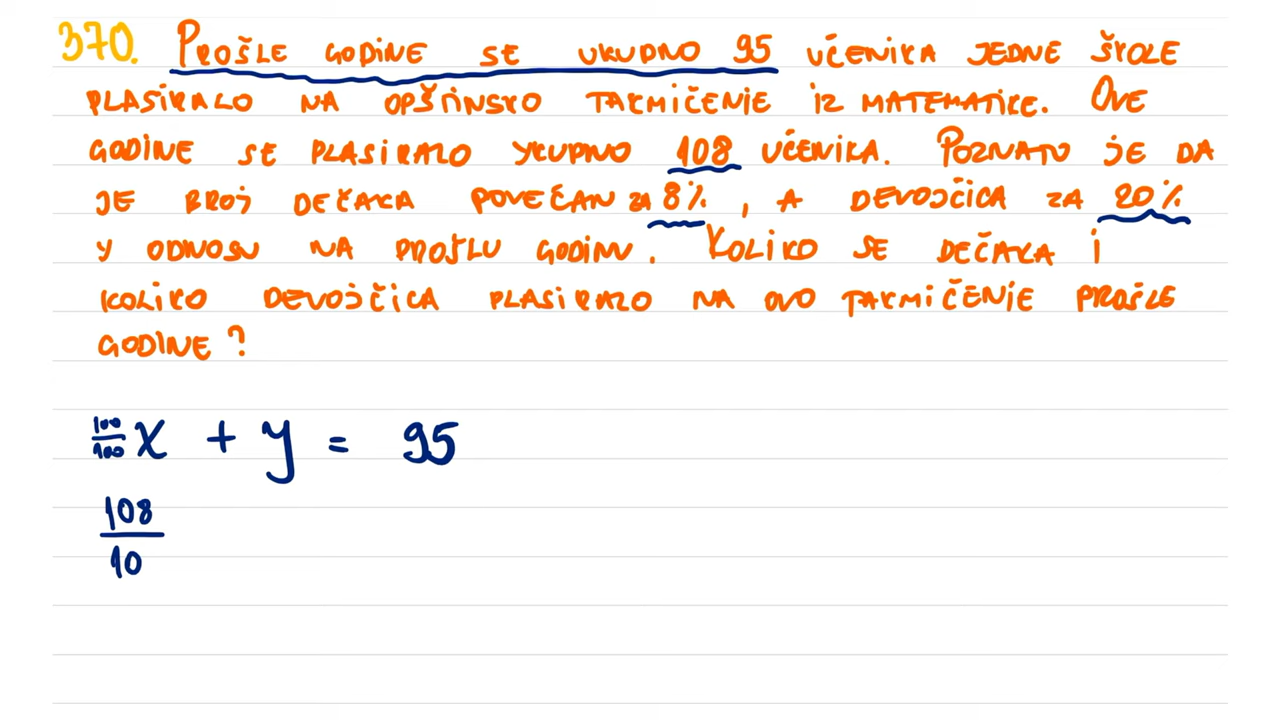 370. PROŠLE GODINE SE UKUDNO 95 UČENIKA JEDNE ŠKOLE
PLASIRALO NA OPŠTINSKO TAKMIČENJE IZ MATEMATIKE. OVE
GODINE SE PLASIRALO УKUPNO 108 UČENIKA. POZNATO JE DA
JE BROJ DEČAKA POVEĆAN ZA 8%, A DEVOJČICA ZA 20%
У ODNOSU NA PROŠLU GODINU. KOLIKO SE DEČAKA I
KOLIKO DEVOJČICA PLASIRALO NA OVO TAKMIČENJE PROŠLE
GODINE?
100/100 x + y = 95
108/10